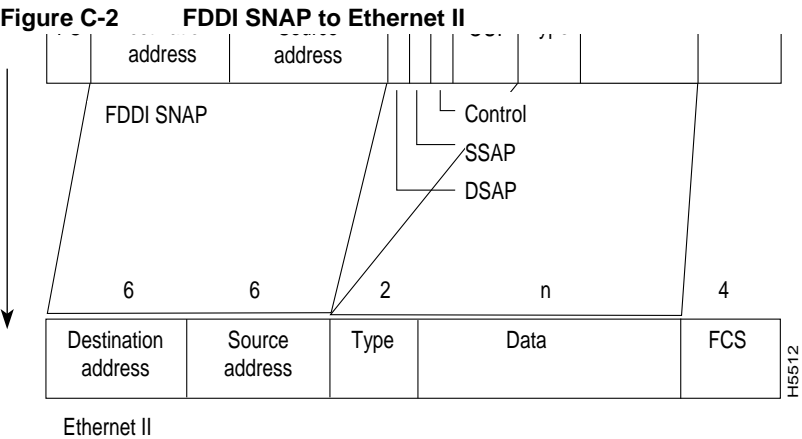 Figure C-2 FDDI SNAP to Ethernet II
address address
FDDI SNAP
Control
SSAP
DSAP
6 6 2 n 4
Destination address
Source address
Type
Data
FCS
Ethernet II
H5512